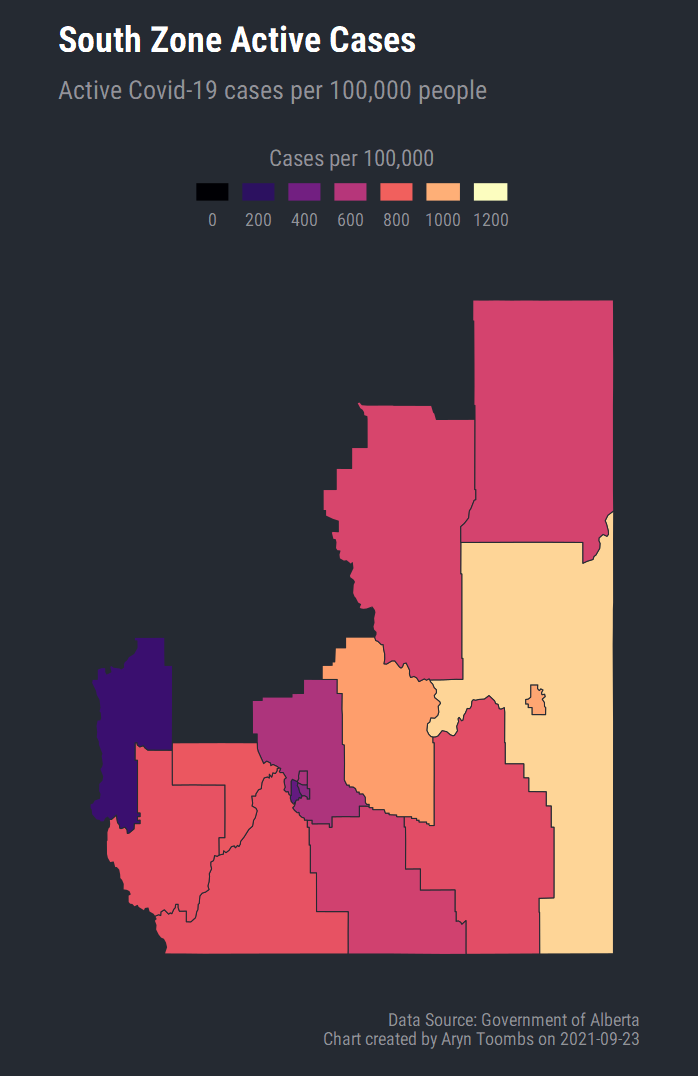 South Zone Active Cases
Active Covid-19 cases per 100,000 people
Cases per 100,000
0 200 400 600 800 1000 1200
Data Source: Government of Alberta
Chart created by Aryn Toombs on 2021-09-23